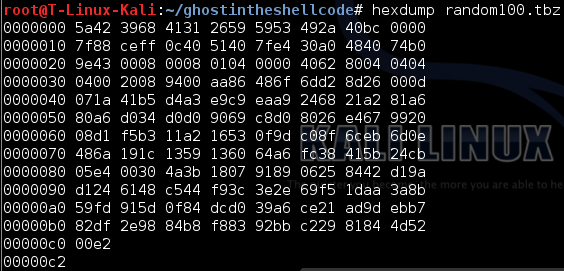 root@T-Linux-Kali:~/ghostintheshellcode# hexdump random100.tbz
0000000 5a42 3968 4131 2659 5953 492a 40bc 0000
0000010 7f88 ceff 0c40 5140 7fe4 30a0 4840 74b0
0000020 9e43 0008 0008 0104 0000 4062 8004 0404
0000030 0400 2008 9400 aa86 486f 6dd2 8d26 000d
0000040 071a 41b5 d4a3 e9c9 eaa9 2468 21a2 81a6
0000050 80a6 d034 d0d0 9069 c8d0 8026 e467 9920
0000060 08d1 f5b3 11a2 1653 0f9d c08f 6ceb 6d0e
0000070 486a 191c 1359 1360 64a6 fd38 415b 24cb
0000080 05e4 0030 4a3b 1807 9189 0625 8442 d19a
0000090 d124 6148 c544 f93c 3e2e 69f5 1daa 3a8b
00000a0 59fd 915d 0f84 dcd0 39a6 ce21 ad9d ebb7
00000b0 82df 2e98 84b8 f883 92bb c229 8184 4d52
00000c0 00e2
00000c2
KALI LINUX
the more you are able to he